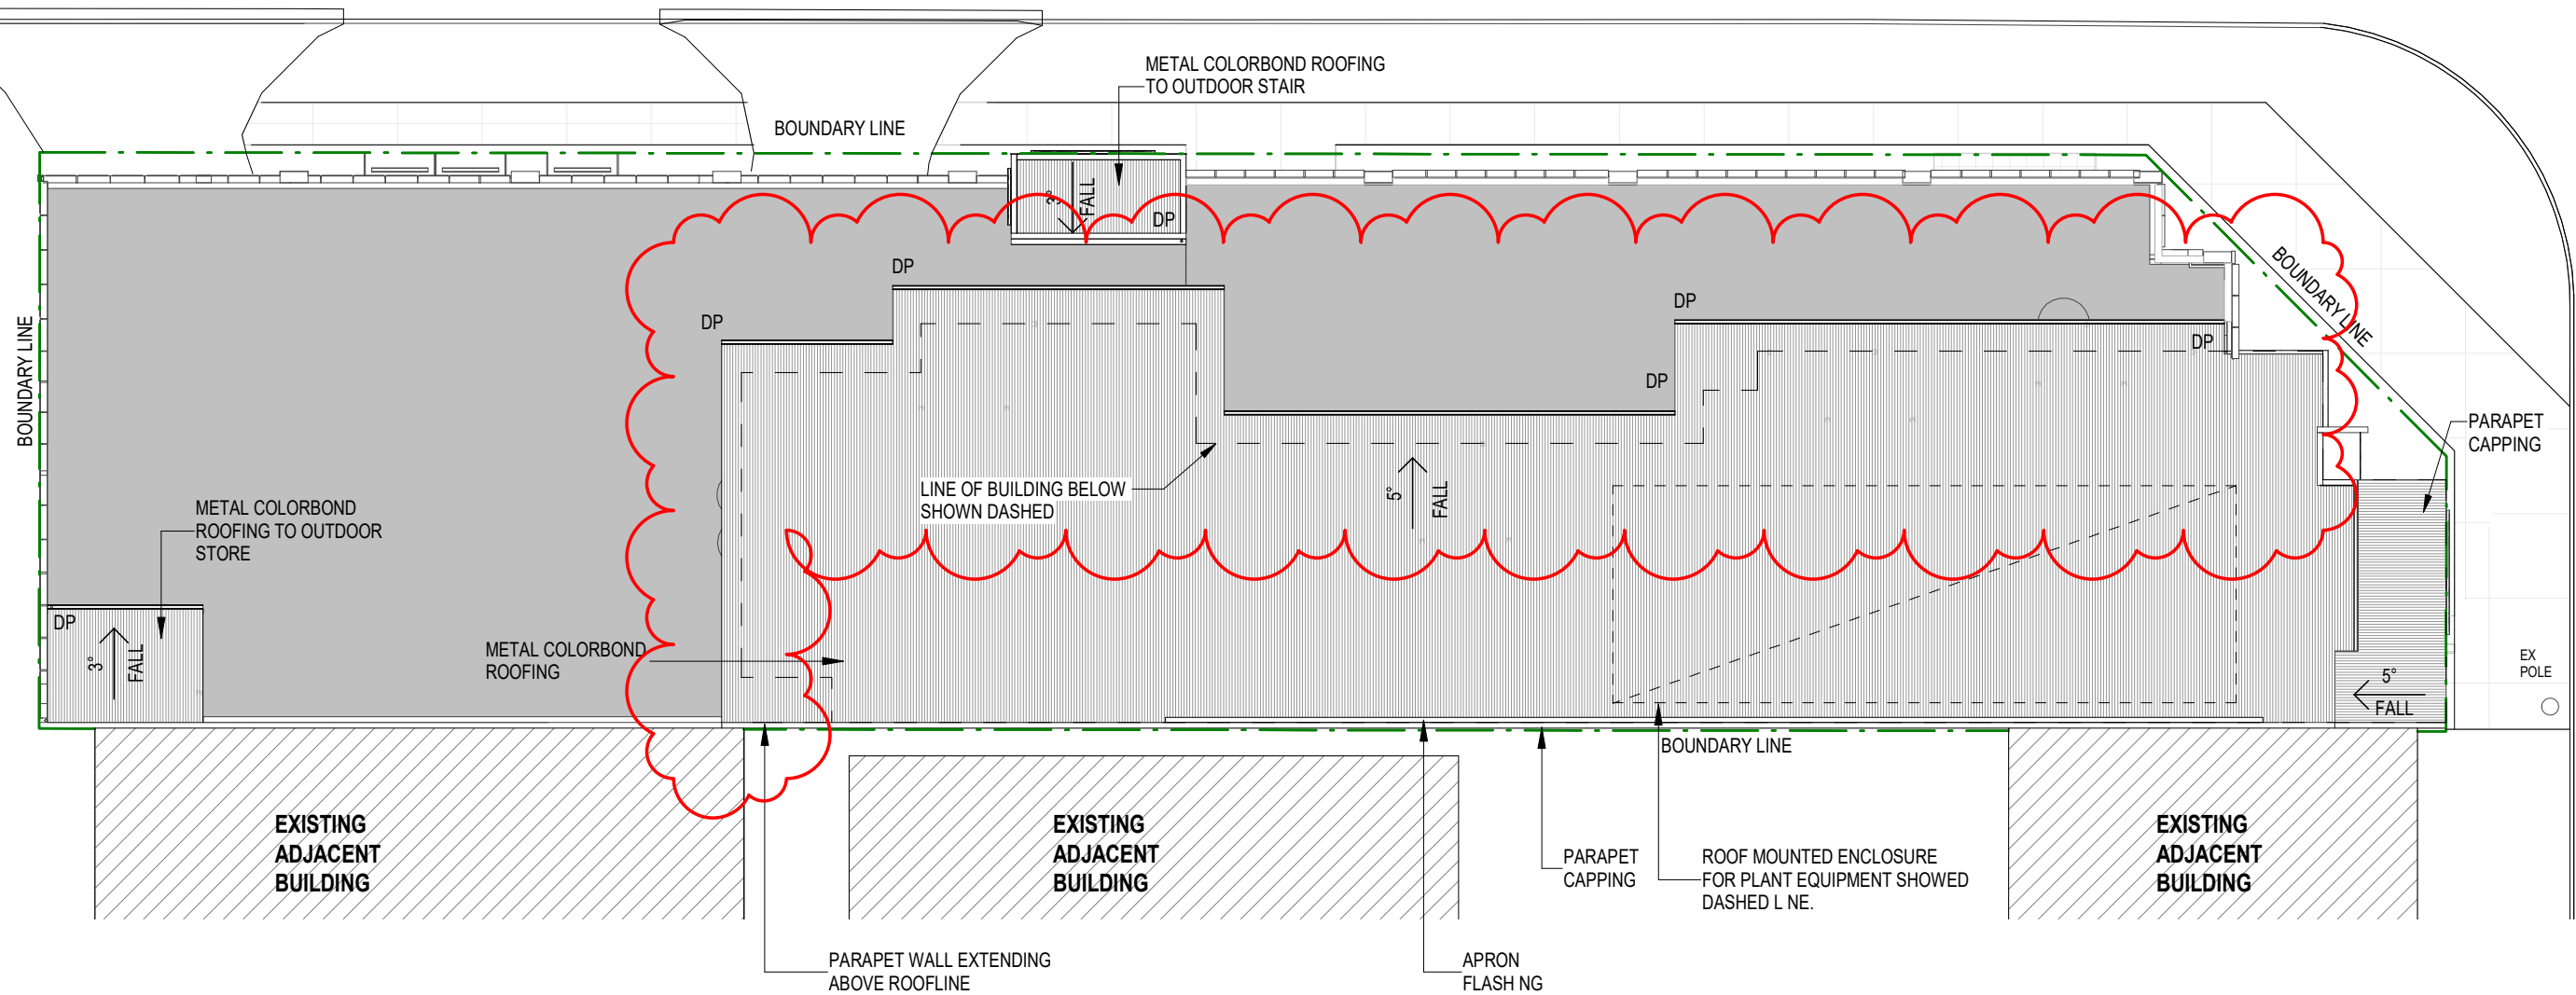 METAL COLORBOND ROOFING
TO OUTDOOR STAIR
BOUNDARY LINE
3°
FALL
DP
BOUNDARY LINE
DP
DP
DP
DP
DP
BOUNDARY LINE
PARAPET
CAPPING
LINE OF BUILDING BELOW
SHOWN DASHED
5°
FALL
METAL COLORBOND
ROOFING TO OUTDOOR
STORE
DP
3°
FALL
METAL COLORBOND
ROOFING
EX
POLE
5°
FALL
BOUNDARY LINE
EXISTING
ADJACENT
BUILDING
EXISTING
ADJACENT
BUILDING
PARAPET
CAPPING
ROOF MOUNTED ENCLOSURE
FOR PLANT EQUIPMENT SHOWED
DASHED L NE.
EXISTING
ADJACENT
BUILDING
PARAPET WALL EXTENDING
ABOVE ROOFLINE
APRON
FLASH NG